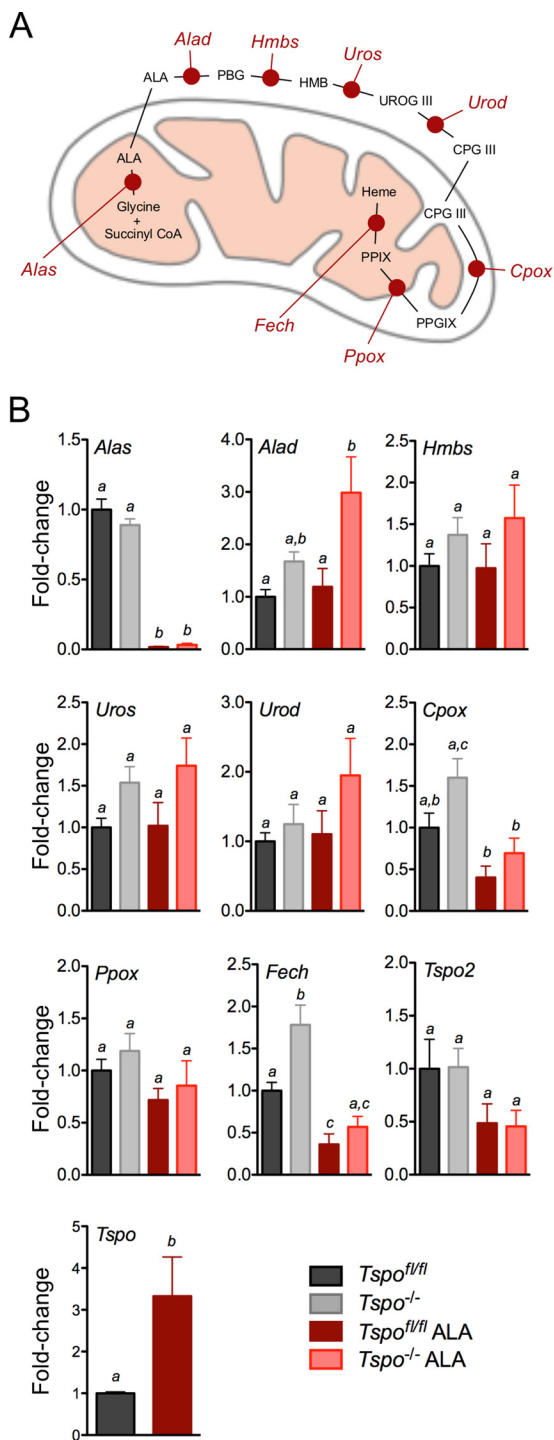 A
Alad
Hmbs
Uros
ALA
PBG
HMB
UROG III
Urod
CPG III
ALA
Glycine
+
Succinyl CoA
Heme
CPG III
Alas
PPIX
Cpox
Fech
PPGIX
Ppox
B
Alas
Fold-change
1.5
1.0
0.5
0.0
a
a
b
b
Alad
4.0
3.0
2.0
1.0
0.0
a
a,b
a
b
Hmbs
2.5
2.0
1.5
1.0
0.5
0.0
a
a
a
a
Uros
Fold-change
2.5
2.0
1.5
1.0
0.5
0.0
a
a
a
a
Urod
3.0
2.0
1.0
0.0
a
a
a
a
Cpox
2.5
2.0
1.5
1.0
0.5
0.0
a,b
a,c
b
b
Ppox
Fold-change
2.0
1.5
1.0
0.5
0.0
a
a
a
a
Fech
2.5
2.0
1.5
1.0
0.5
0.0
a
b
c
a,c
Tspo2
2.0
1.5
1.0
0.5
0.0
a
a
a
a
Tspo
Fold-change
5
4
3
2
1
0
a
b
Tspo^fl/fl
Tspo^-/-
Tspo^fl/fl ALA
Tspo^-/- ALA